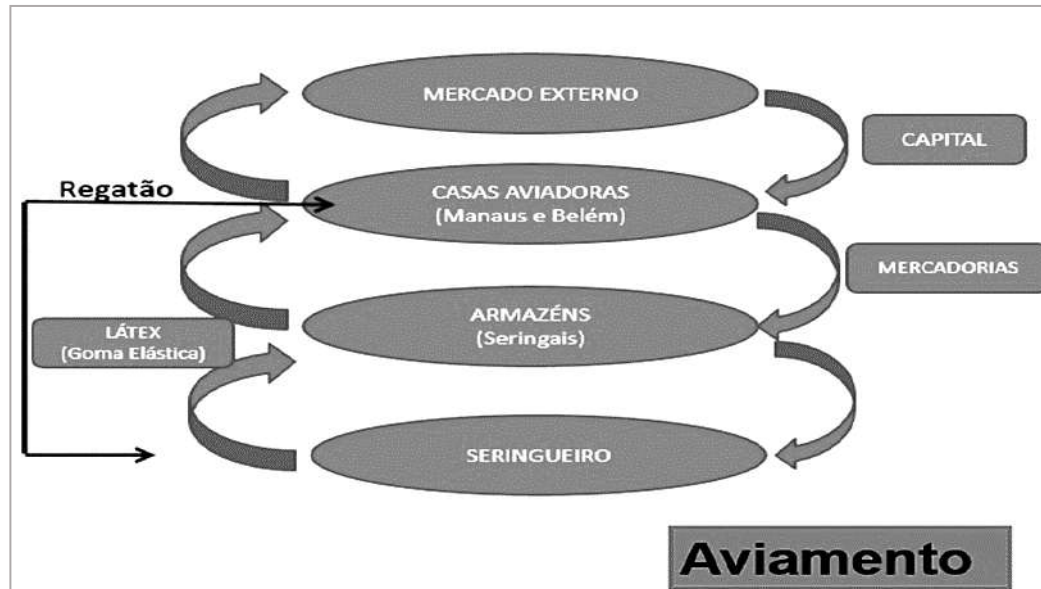 MERCADO EXTERNO
CAPITAL
Regatão
CASAS AVIADORAS
(Manaus e Belém)
MERCADORIAS
ARMAZÉNS
(Seringais)
LÁTEX
(Goma Elástica)
SERINGUEIRO
Aviamento